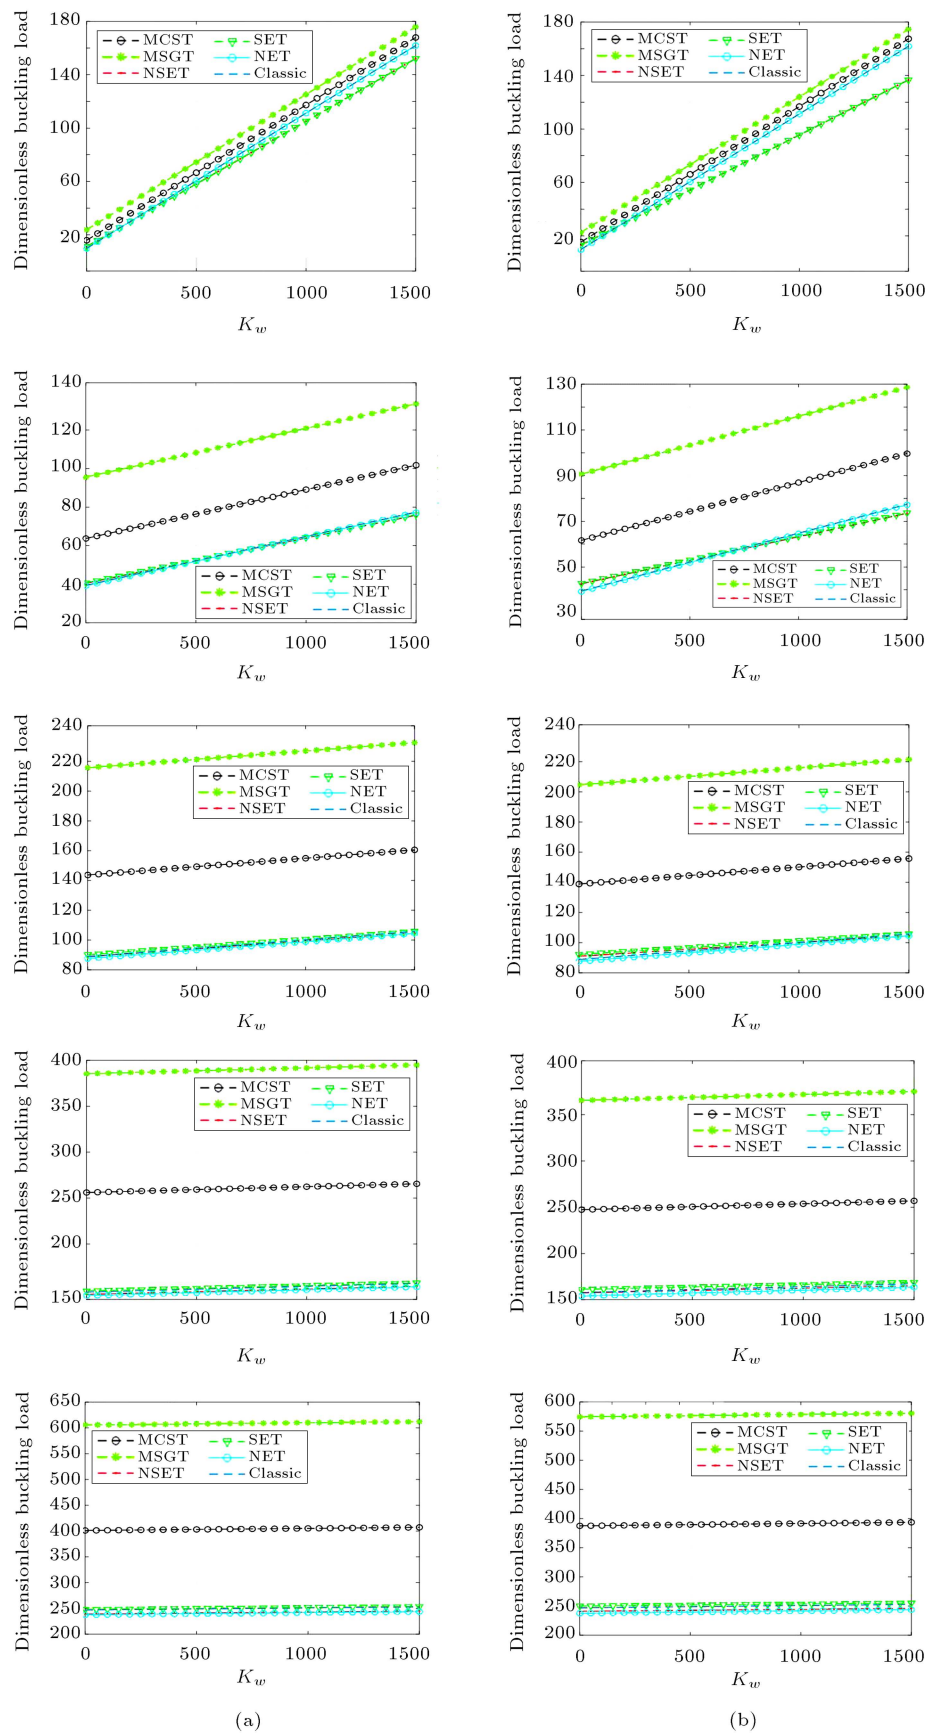 Dimensionless buckling load
180
140
100
60
20
MCST SET
MSGT NET
NSET Classic
0 500 1000 1500
K_w
Dimensionless buckling load
180
140
100
60
20
MCST SET
MSGT NET
NSET Classic
0 500 1000 1500
K_w
Dimensionless buckling load
140
120
100
80
60
40
20
MCST SET
MSGT NET
NSET Classic
0 500 1000 1500
K_w
Dimensionless buckling load
130
110
90
70
50
30
MCST SET
MSGT NET
NSET Classic
0 500 1000 1500
K_w
Dimensionless buckling load
240
220
200
180
160
140
120
100
80
MCST SET
MSGT NET
NSET Classic
0 500 1000 1500
K_w
Dimensionless buckling load
240
220
200
180
160
140
120
100
80
MCST SET
MSGT NET
NSET Classic
0 500 1000 1500
K_w
Dimensionless buckling load
400
350
300
250
200
150
MCST SET
MSGT NET
NSET Classic
0 500 1000 1500
K_w
Dimensionless buckling load
400
350
300
250
200
150
MCST SET
MSGT NET
NSET Classic
0 500 1000 1500
K_w
Dimensionless buckling load
650
600
550
500
450
400
350
300
250
200
MCST SET
MSGT NET
NSET Classic
0 500 1000 1500
K_w
Dimensionless buckling load
600
550
500
450
400
350
300
250
200
MCST SET
MSGT NET
NSET Classic
0 500 1000 1500
K_w
(a) (b)